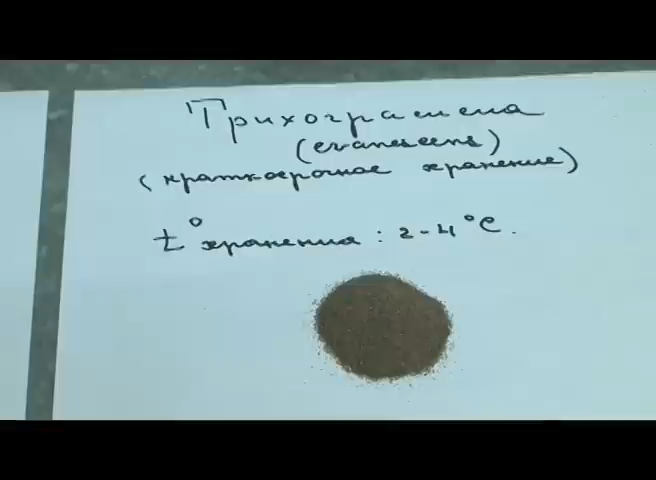 Трихограмма
(evanescens)
(краткосрочное хранение)
t° хранения : 2-4 °C.